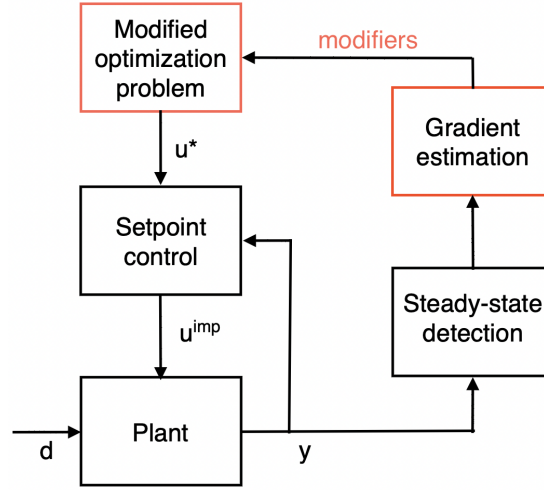 Modified
optimization
problem
modifiers
Gradient
estimation
u*
Setpoint
control
Steady-state
detection
u^imp
Plant
d
y